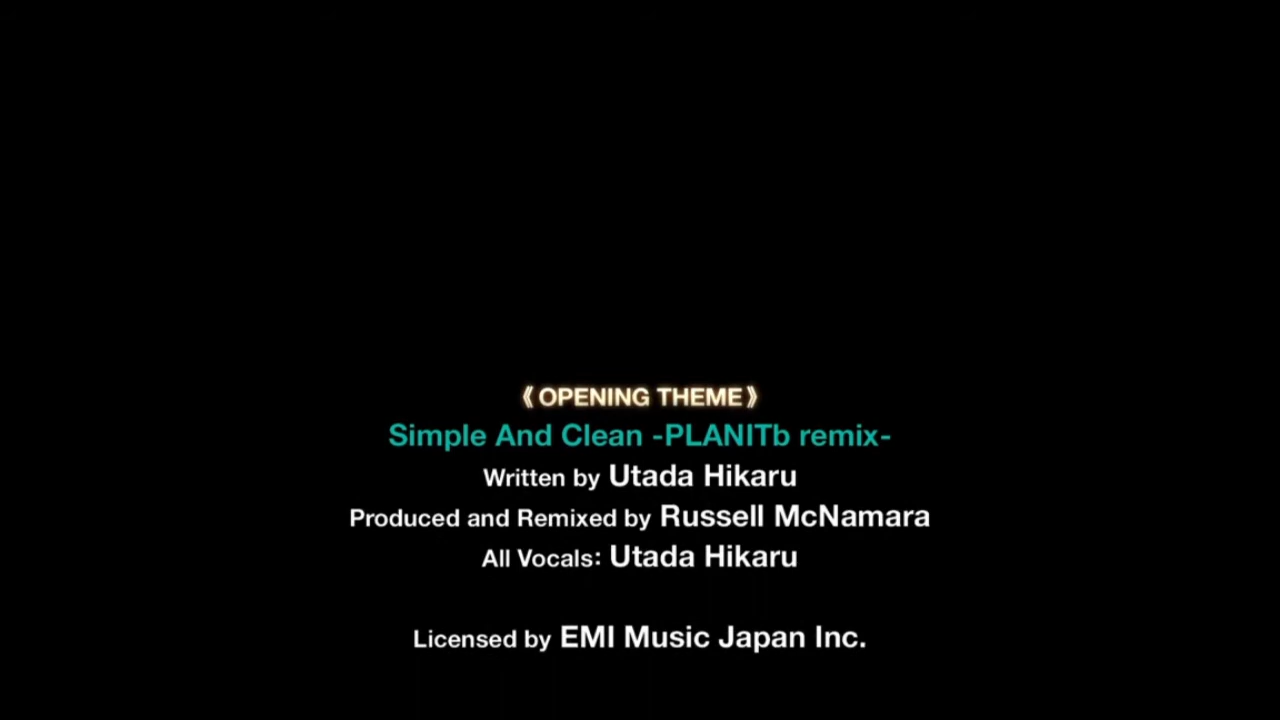 《OPENING THEME》
Simple And Clean -PLANITb remix-
Written by Utada Hikaru
Produced and Remixed by Russell McNamara
All Vocals: Utada Hikaru
Licensed by EMI Music Japan Inc.